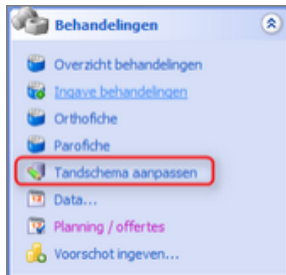 Behandelingen
Overzicht behandelingen
Ingave behandelingen
Orthofiche
Parofiche
Tandschema aanpassen
Data...
Planning / offertes
Voorschot ingeven...